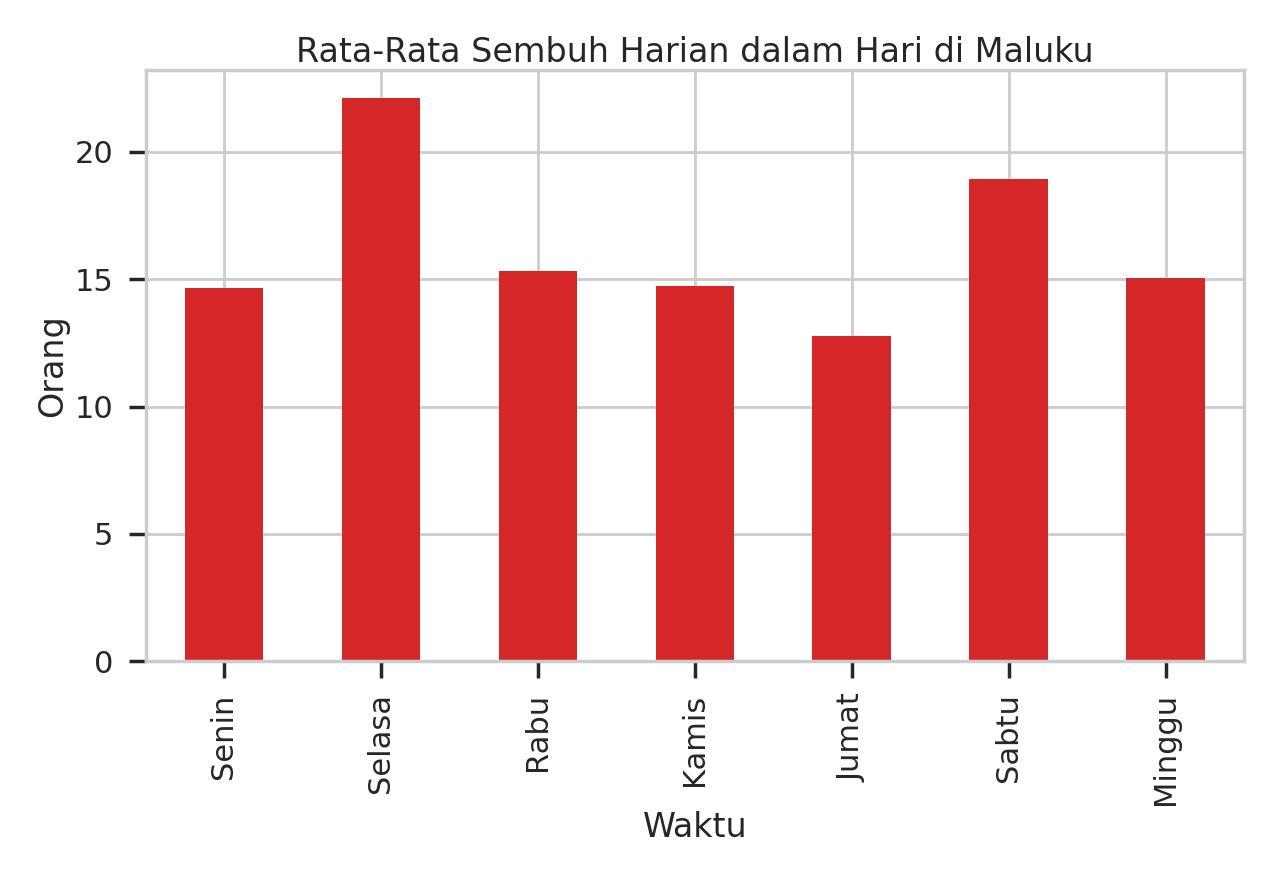 Rata-Rata Sembuh Harian dalam Hari di Maluku
Orang
20
15
10
5
0
Senin
Selasa
Rabu
Kamis
Jumat
Sabtu
Minggu
Waktu